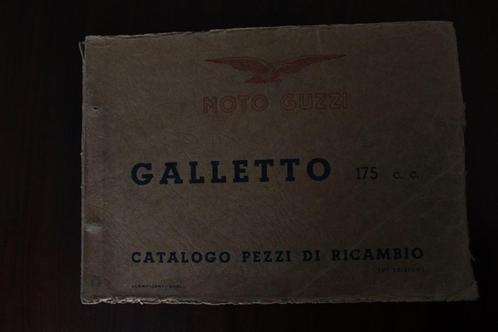 MOTO GUZZI
GALLETTO 175 c. c.
CATALOGO PEZZI DI RICAMBIO